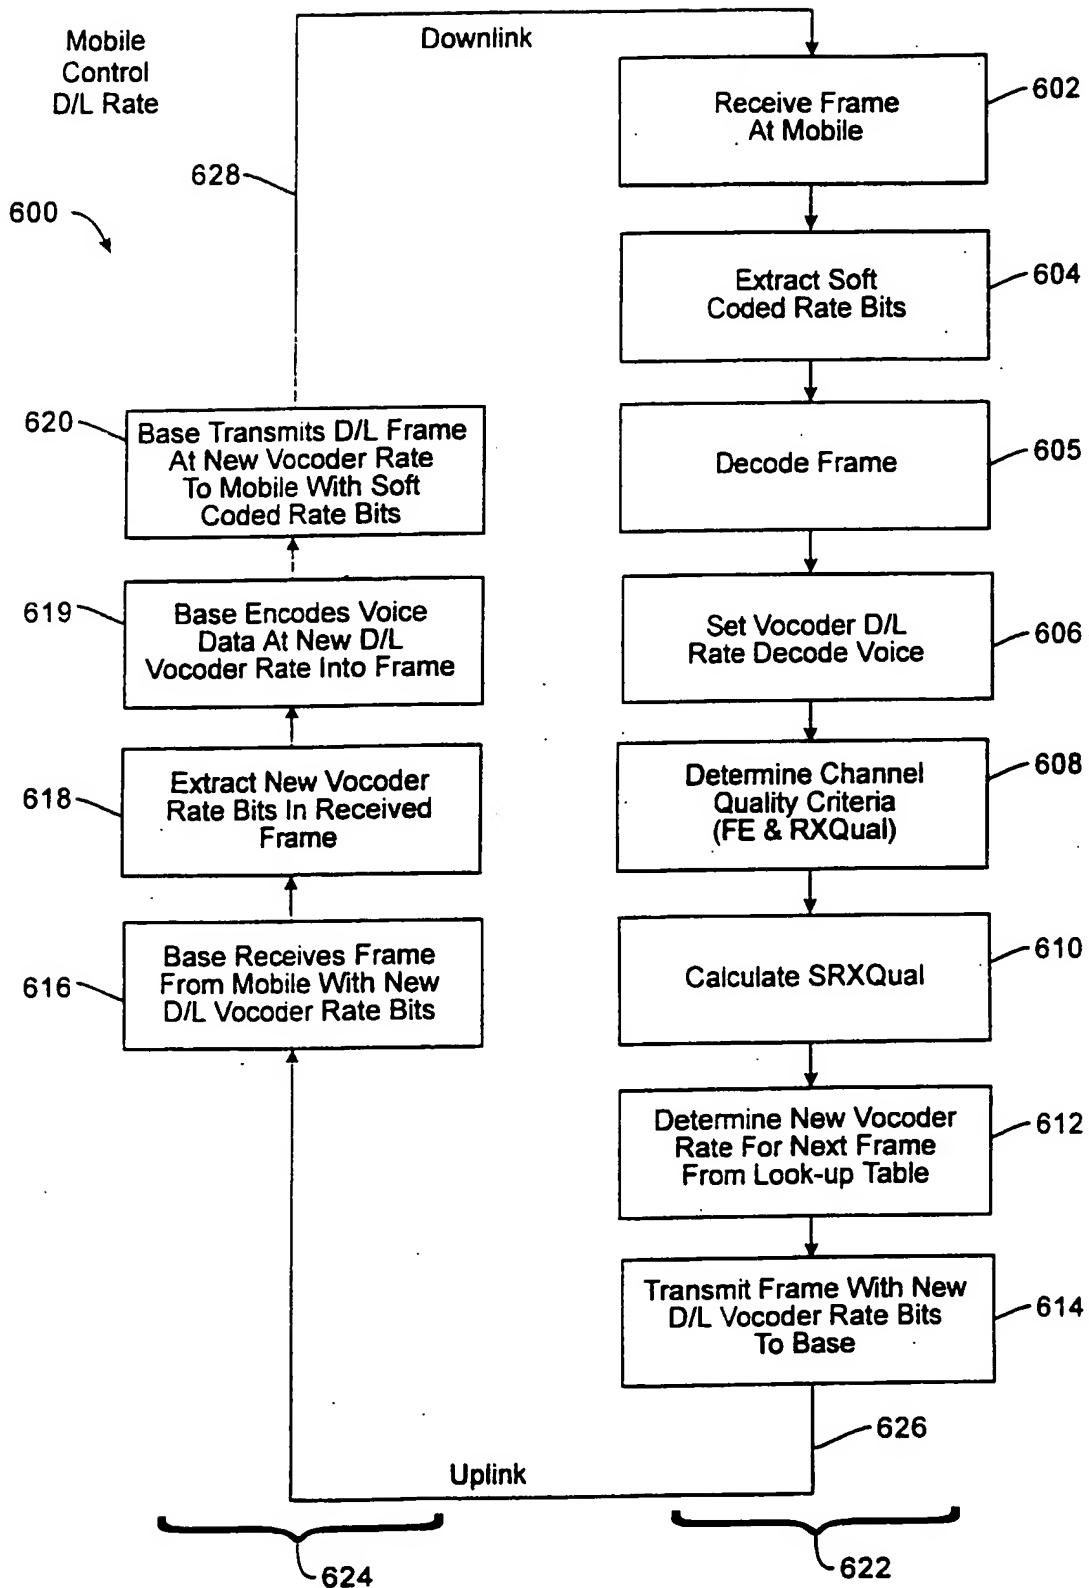 Mobile
Control
D/L Rate
600
Downlink
628
Receive Frame
At Mobile
602
Extract Soft
Coded Rate Bits
604
Decode Frame
605
Set Vocoder D/L
Rate Decode Voice
606
Determine Channel
Quality Criteria
(FE & RXQual)
608
Calculate SRXQual
610
Determine New Vocoder
Rate For Next Frame
From Look-up Table
612
Transmit Frame With New
D/L Vocoder Rate Bits
To Base
614
626
Uplink
622
620
Base Transmits D/L Frame
At New Vocoder Rate
To Mobile With Soft
Coded Rate Bits
619
Base Encodes Voice
Data At New D/L
Vocoder Rate Into Frame
618
Extract New Vocoder
Rate Bits In Received
Frame
616
Base Receives Frame
From Mobile With New
D/L Vocoder Rate Bits
624